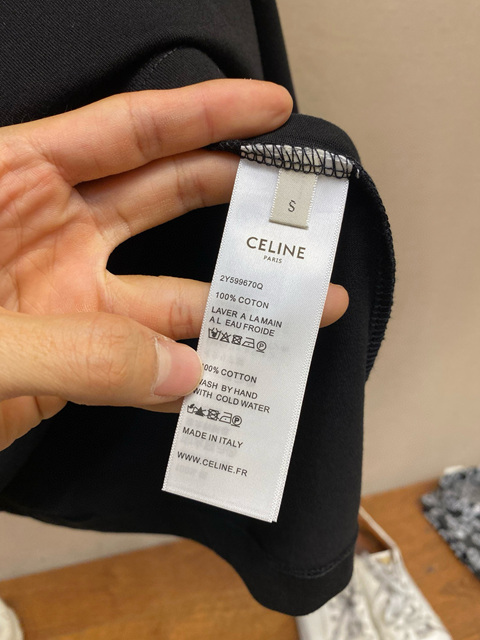 S
CELINE
PARIS
2Y599670Q
100% COTON
LAVER A LA MAIN
A L EAU FROIDE
00% COTTON
WASH BY HAND
WITH COLD WATER
MADE IN ITALY
WWW.CELINE.FR